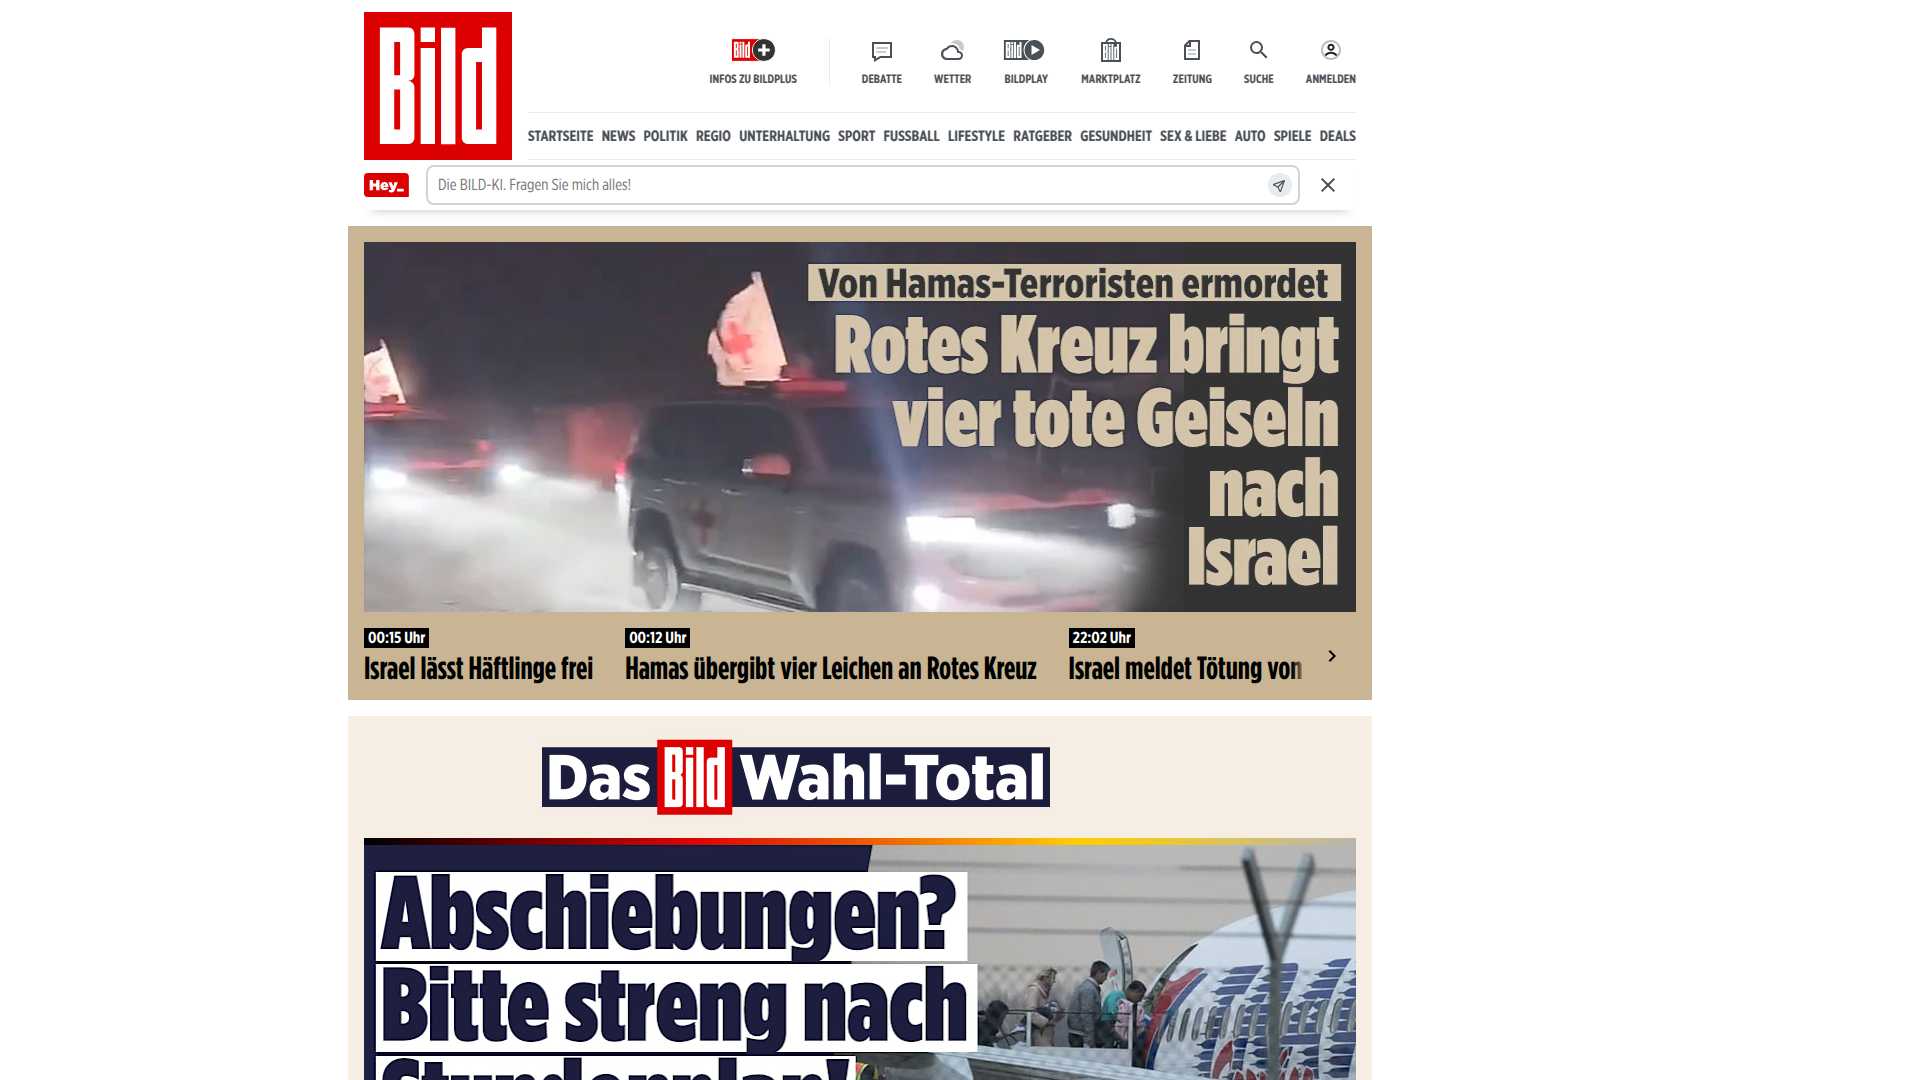 Bild
Bild
INFOS ZU BILDPLUS
DEBATTE
WETTER
Bild
BILDPLAY
Bild
MARKTPLATZ
ZEITUNG
SUCHE
ANMELDEN
STARTSEITE NEWS POLITIK REGIO UNTERHALTUNG SPORT FUSSBALL LIFESTYLE RATGEBER GESUNDHEIT SEX & LIEBE AUTO SPIELE DEALS
Hey_
Die BILD-KI. Fragen Sie mich alles!
Von Hamas-Terroristen ermordet
Rotes Kreuz bringt
vier tote Geiseln
nach
Israel
00:15 Uhr
Israel lässt Häftlinge frei
00:12 Uhr
Hamas übergibt vier Leichen an Rotes Kreuz
22:02 Uhr
Israel meldet Tötung von
Das Bild Wahl-Total
Abschiebungen?
Bitte streng nach
Stundenplan!